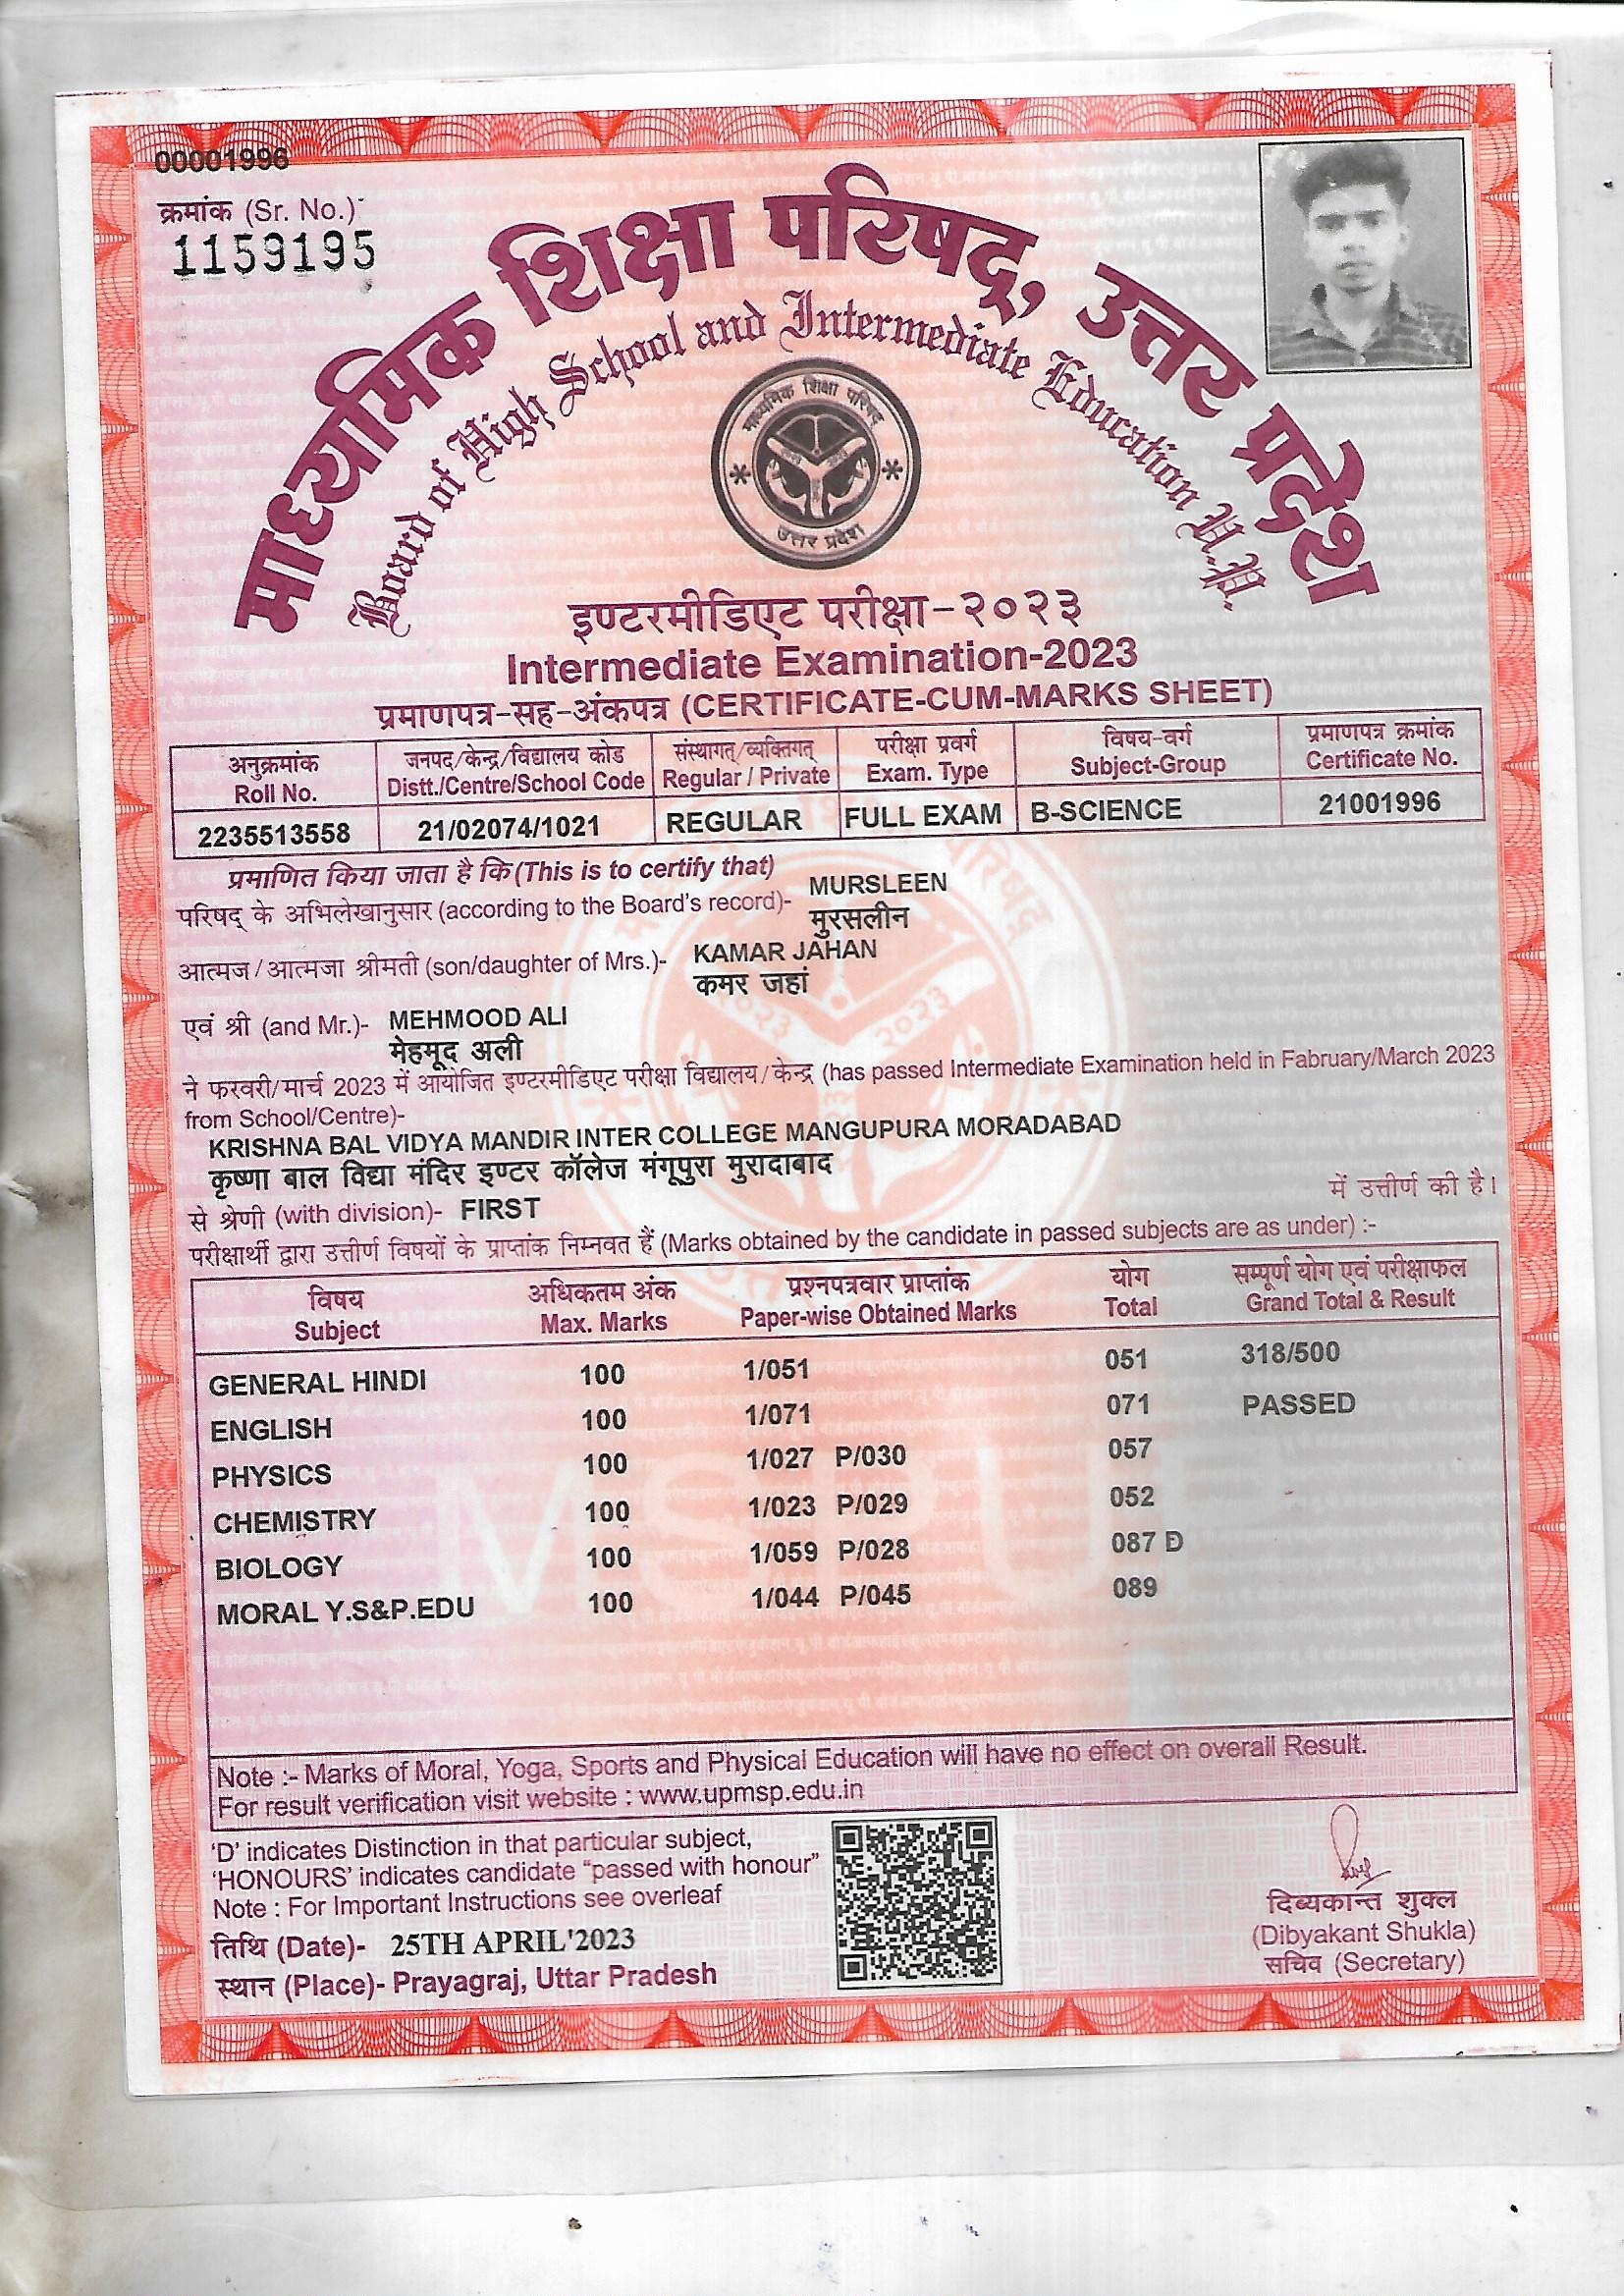 00001996
क्रमांक (Sr. No.)
1159195
माध्यमिक शिक्षा परिषद्, उत्तर प्रदेश
Board of High School and Intermediate Education U.P.
माध्यमिक शिक्षा परिषद
उत्तर प्रदेश
इण्टरमीडिएट परीक्षा-२०२३
Intermediate Examination-2023
प्रमाणपत्र-सह-अंकपत्र (CERTIFICATE-CUM-MARKS SHEET)
अनुक्रमांक जनपद/केन्द्र/विद्यालय कोड संस्थागत्/व्यक्तिगत् परीक्षा प्रवर्ग विषय-वर्ग प्रमाणपत्र क्रमांक
Roll No. Distt./Centre/School Code Regular / Private Exam. Type Subject-Group Certificate No.
2235513558 21/02074/1021 REGULAR FULL EXAM B-SCIENCE 21001996
प्रमाणित किया जाता है कि (This is to certify that)
परिषद् के अभिलेखानुसार (according to the Board's record)- MURSLEEN
मुरसलीन
आत्मज/आत्मजा श्रीमती (son/daughter of Mrs.)- KAMAR JAHAN
कमर जहां
एवं श्री (and Mr.)- MEHMOOD ALI
मेहमूद अली
ने फरवरी/मार्च 2023 में आयोजित इण्टरमीडिएट परीक्षा विद्यालय/केन्द्र (has passed Intermediate Examination held in Fabruary/March 2023
from School/Centre)-
KRISHNA BAL VIDYA MANDIR INTER COLLEGE MANGUPURA MORADABAD
कृष्णा बाल विद्या मंदिर इण्टर कॉलेज मंगूपुरा मुरादाबाद
में उत्तीर्ण की है।
से श्रेणी (with division)- FIRST
परीक्षार्थी द्वारा उत्तीर्ण विषयों के प्राप्तांक निम्नवत हैं (Marks obtained by the candidate in passed subjects are as under) :-
विषय अधिकतम अंक प्रश्नपत्रवार प्राप्तांक योग सम्पूर्ण योग एवं परीक्षाफल
Subject Max. Marks Paper-wise Obtained Marks Total Grand Total & Result
GENERAL HINDI 100 1/051 051 318/500
ENGLISH 100 1/071 071 PASSED
PHYSICS 100 1/027 P/030 057
CHEMISTRY 100 1/023 P/029 052
BIOLOGY 100 1/059 P/028 087 D
MORAL Y.S&P.EDU 100 1/044 P/045 089
Note :- Marks of Moral, Yoga, Sports and Physical Education will have no effect on overall Result.
For result verification visit website : www.upmsp.edu.in
'D' indicates Distinction in that particular subject,
'HONOURS' indicates candidate "passed with honour"
Note : For Important Instructions see overleaf
तिथि (Date)- 25TH APRIL'2023
स्थान (Place)- Prayagraj, Uttar Pradesh
दिब्यकान्त शुक्ल
(Dibyakant Shukla)
सचिव (Secretary)